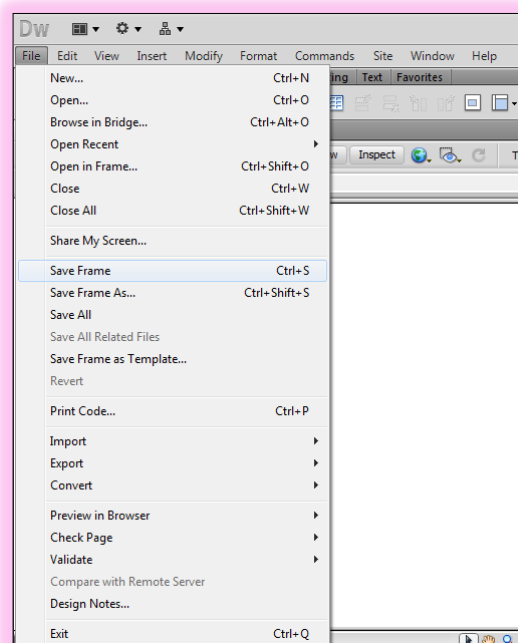 Dw
File Edit View Insert Modify Format Commands Site Window Help
Text Favorites
New... Ctrl+N
Open... Ctrl+O
Browse in Bridge... Ctrl+Alt+O
Open Recent
Open in Frame... Ctrl+Shift+O
Inspect
Close Ctrl+W
Close All Ctrl+Shift+W
Share My Screen...
Save Frame Ctrl+S
Save Frame As... Ctrl+Shift+S
Save All
Save All Related Files
Save Frame as Template...
Revert
Print Code... Ctrl+P
Import
Export
Convert
Preview in Browser
Check Page
Validate
Compare with Remote Server
Design Notes...
Exit Ctrl+Q